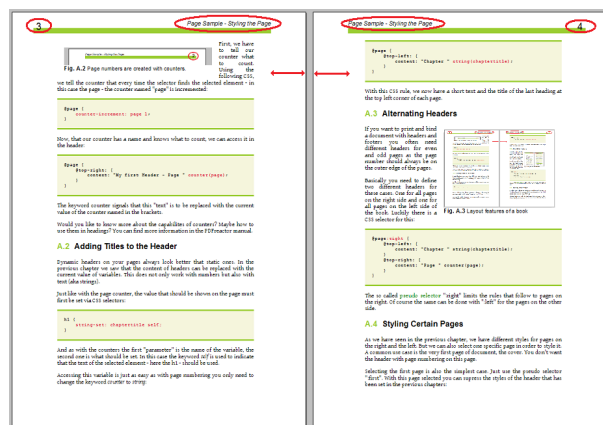 3
Page Sample - Styling the Page
First, we have
to tell our
counter what
to count.
Using the
following CSS,
Fig. A.2 Page numbers are created with counters.
we tell the counter that every time the selector finds the selected element - in
this case the page - the counter named "page" is incremented:
@page {
counter-increment: page 1;
}
Now, that our counter has a name and knows what to count, we can access it in
the header:
@page {
@top-right: {
content: "My first Header - Page " counter(page);
}
}
The keyword counter signals that this "text" is to be replaced with the current
value of the counter named in the brackets.
Would you like to know more about the capabilites of counters? Maybe how to
use them in headings? You can find more information in the PDFreactor manual.
A.2 Adding Titles to the Header
Dynamic headers on your pages always look better that static ones. In the
previous chapter we saw that the content of headers can be replaced with the
current value of variables. This does not only work with numbers but also with
text (aka strings).
Just like with the page counter, the value that should be shown on the page must
first be set via CSS selectors:
h1 {
string-set: chaptertitle self;
}
And as with the counters the first "parameter" is the name of the variable, the
second one is what should be set. In this case the keyword self is used to indicate
that the text of the selected element - here the h1 - should be used.
Accessing this variable is just as easy as with page numbering you only need to
change the keyword counter to string:
Page Sample - Styling the Page
4
@page {
@top-left: {
content: "Chapter " string(chaptertitle);
}
}
With this CSS rule, we now have a short text and the title of the last heading at
the top left corner of each page.
A.3 Alternating Headers
If you want to print and bind
a document with headers and
footers you often need
different headers for even
and odd pages as the page
number should always be on
the outer edge of the pages.
Basically you need to define
two different headers for
these cases. One for all pages
on the right side and one for
all pages on the left side of
the book. Luckily there is a
CSS selector for this:
Fig. A.3 Layout features of a book
@page:right {
@top-left: {
content: "Chapter " string(chaptertitle);
}
@top-right: {
content: "Page " counter(page);
}
}
The so called pseudo selector "right" limits the rules that follow to pages on
the right. Of course the same can be done with "left" for the pages on the other
side.
A.4 Styling Certain Pages
As we have seen in the previous chapter, we have different styles for pages on
the right and the left. But we can also select one specific page in order to style it.
A common use case is the very first page of document, the cover. You don't want
the header with page numbering on this page.
Selecting the first page is also the simplest case. Just use the pseudo selector
"first". With this page selected you can supress the styles of the header that has
been set in the previous chapters: